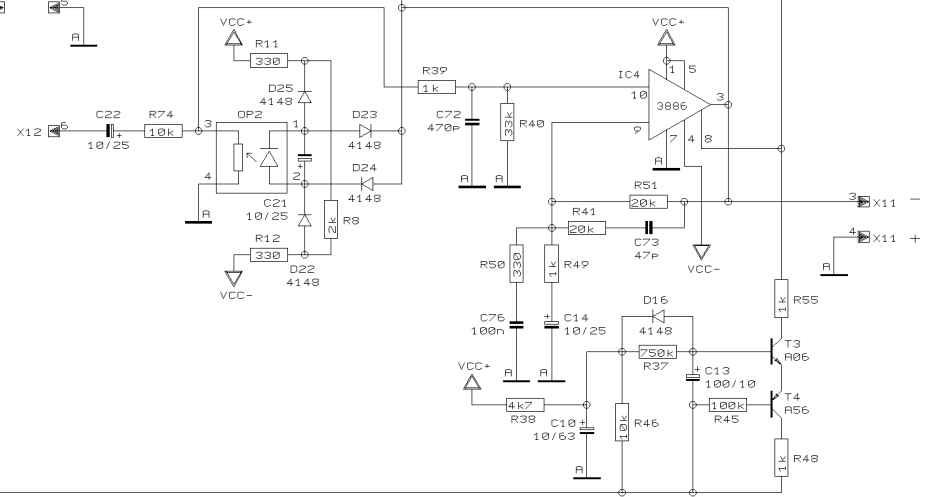 5
A
VCC+
R11
330
D25
4148
OP2
C22
+
10/25
R74
10k
X12
6
3
4
1
2
D23
4148
D24
4148
+
C21
10/25
A
R12
330
D22
4148
2k
R8
VCC-
R39
1k
C72
470p
33k
R40
A
A
VCC+
1
5
IC4
10
9
3886
3
7
4
8
A
VCC-
R51
20k
R41
20k
C73
47p
3
X11
-
4
X11
+
A
R50
330
1k
R49
C76
100n
+
C14
10/25
A
A
D16
4148
750k
R37
+
C13
100/10
1k
R55
T3
A06
T4
A56
100k
R45
VCC+
4k7
R38
C10
+
10/63
A
10k
R46
1k
R48